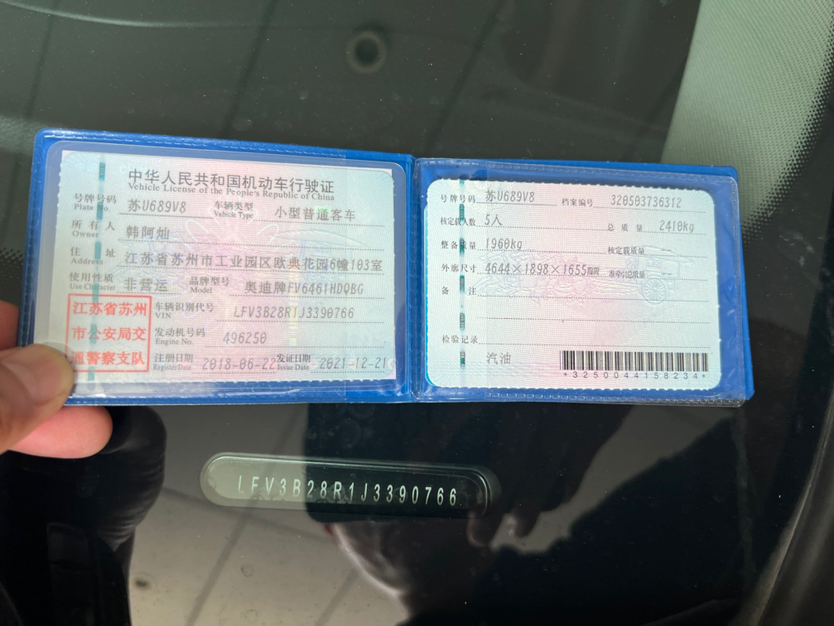 中华人民共和国机动车行驶证
Vehicle License of the People's Republic of China
号牌号码 苏U689V8 车辆类型 小型普通客车
Plate No. Vehicle Type
所有人 韩阿灿
Owner
住址 江苏省苏州市工业园区欧典花园6幢103室
Address
使用性质 非营运 品牌型号 奥迪牌FV6461HDQBG
Use Character Model
江苏省苏州
市公安局交
通警察支队
车辆识别代号 LFV3B28R1J3390766
VIN
发动机号码 496250
Engine No.
注册日期 2018-06-22 发证日期 2021-12-21
Register Date Issue Date
号牌号码 苏U689V8 档案编号 320503736312
核定载人数 5人 总质量 2410kg
整备质量 1960kg 核定载质量
外廓尺寸 4644×1898×1655mm 准牵引总质量
备注
检验记录
汽油
*3250044158234*
LFV3B28R1J3390766